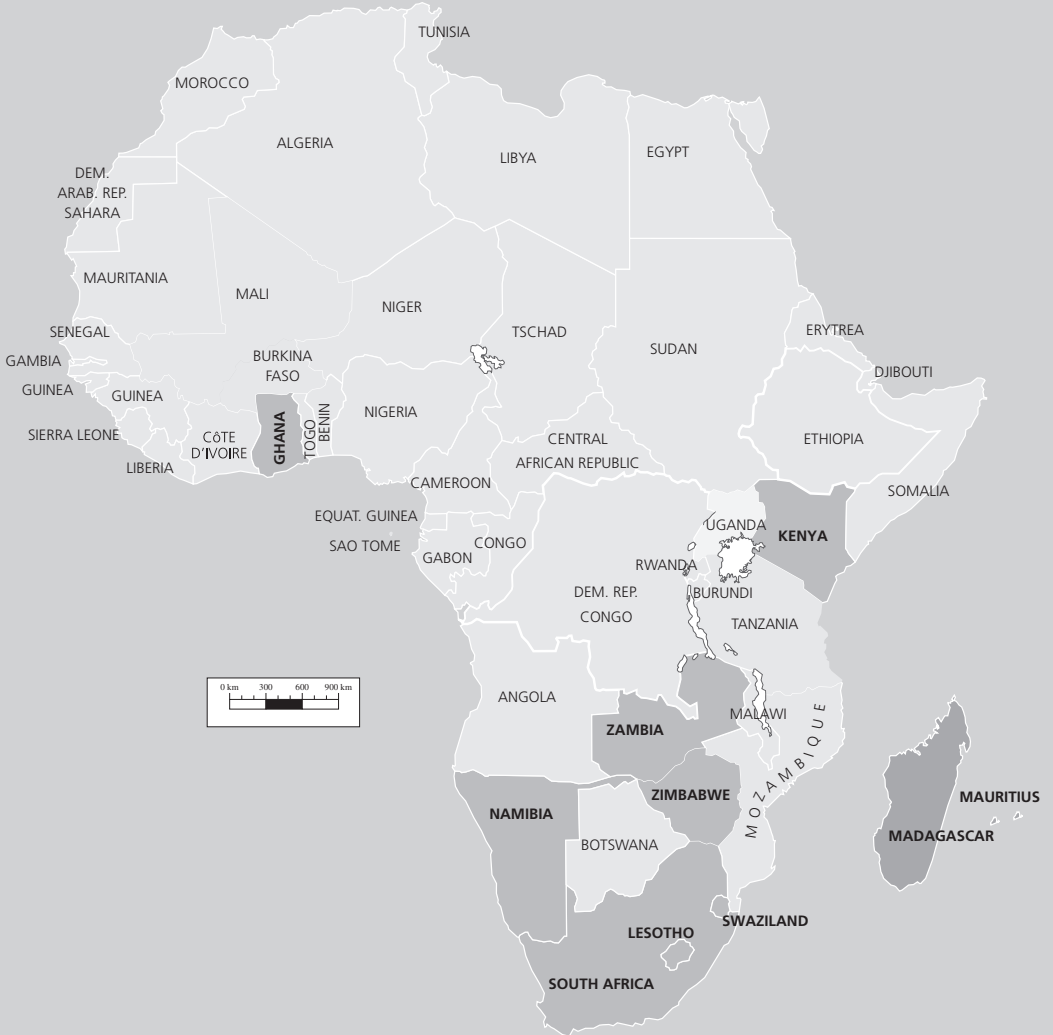 TUNISIA
MOROCCO
ALGERIA
LIBYA
EGYPT
DEM.
ARAB. REP.
SAHARA
MAURITANIA
MALI
NIGER
TSCHAD
SUDAN
ERYTREA
DJIBOUTI
SENEGAL
GAMBIA
GUINEA
GUINEA
SIERRA LEONE
LIBERIA
BURKINA
FASO
CôTE
D'IVOIRE
GHANA
TOGO
BENIN
NIGERIA
CENTRAL
AFRICAN REPUBLIC
ETHIOPIA
SOMALIA
CAMEROON
EQUAT. GUINEA
SAO TOME
GABON
CONGO
UGANDA
KENYA
RWANDA
BURUNDI
DEM. REP.
CONGO
TANZANIA
0 km 300 600 900 km
ANGOLA
ZAMBIA
MALAWI
MOZAMBIQUE
NAMIBIA
ZIMBABWE
BOTSWANA
MAURITIUS
MADAGASCAR
SWAZILAND
LESOTHO
SOUTH AFRICA